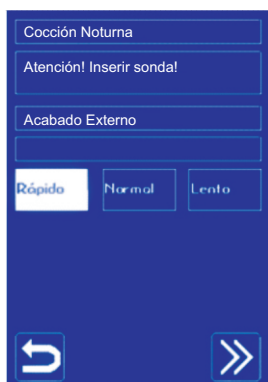 Cocción Noturna
Atención! Inserir sonda!
Acabado Externo
Rápido Normal Lento